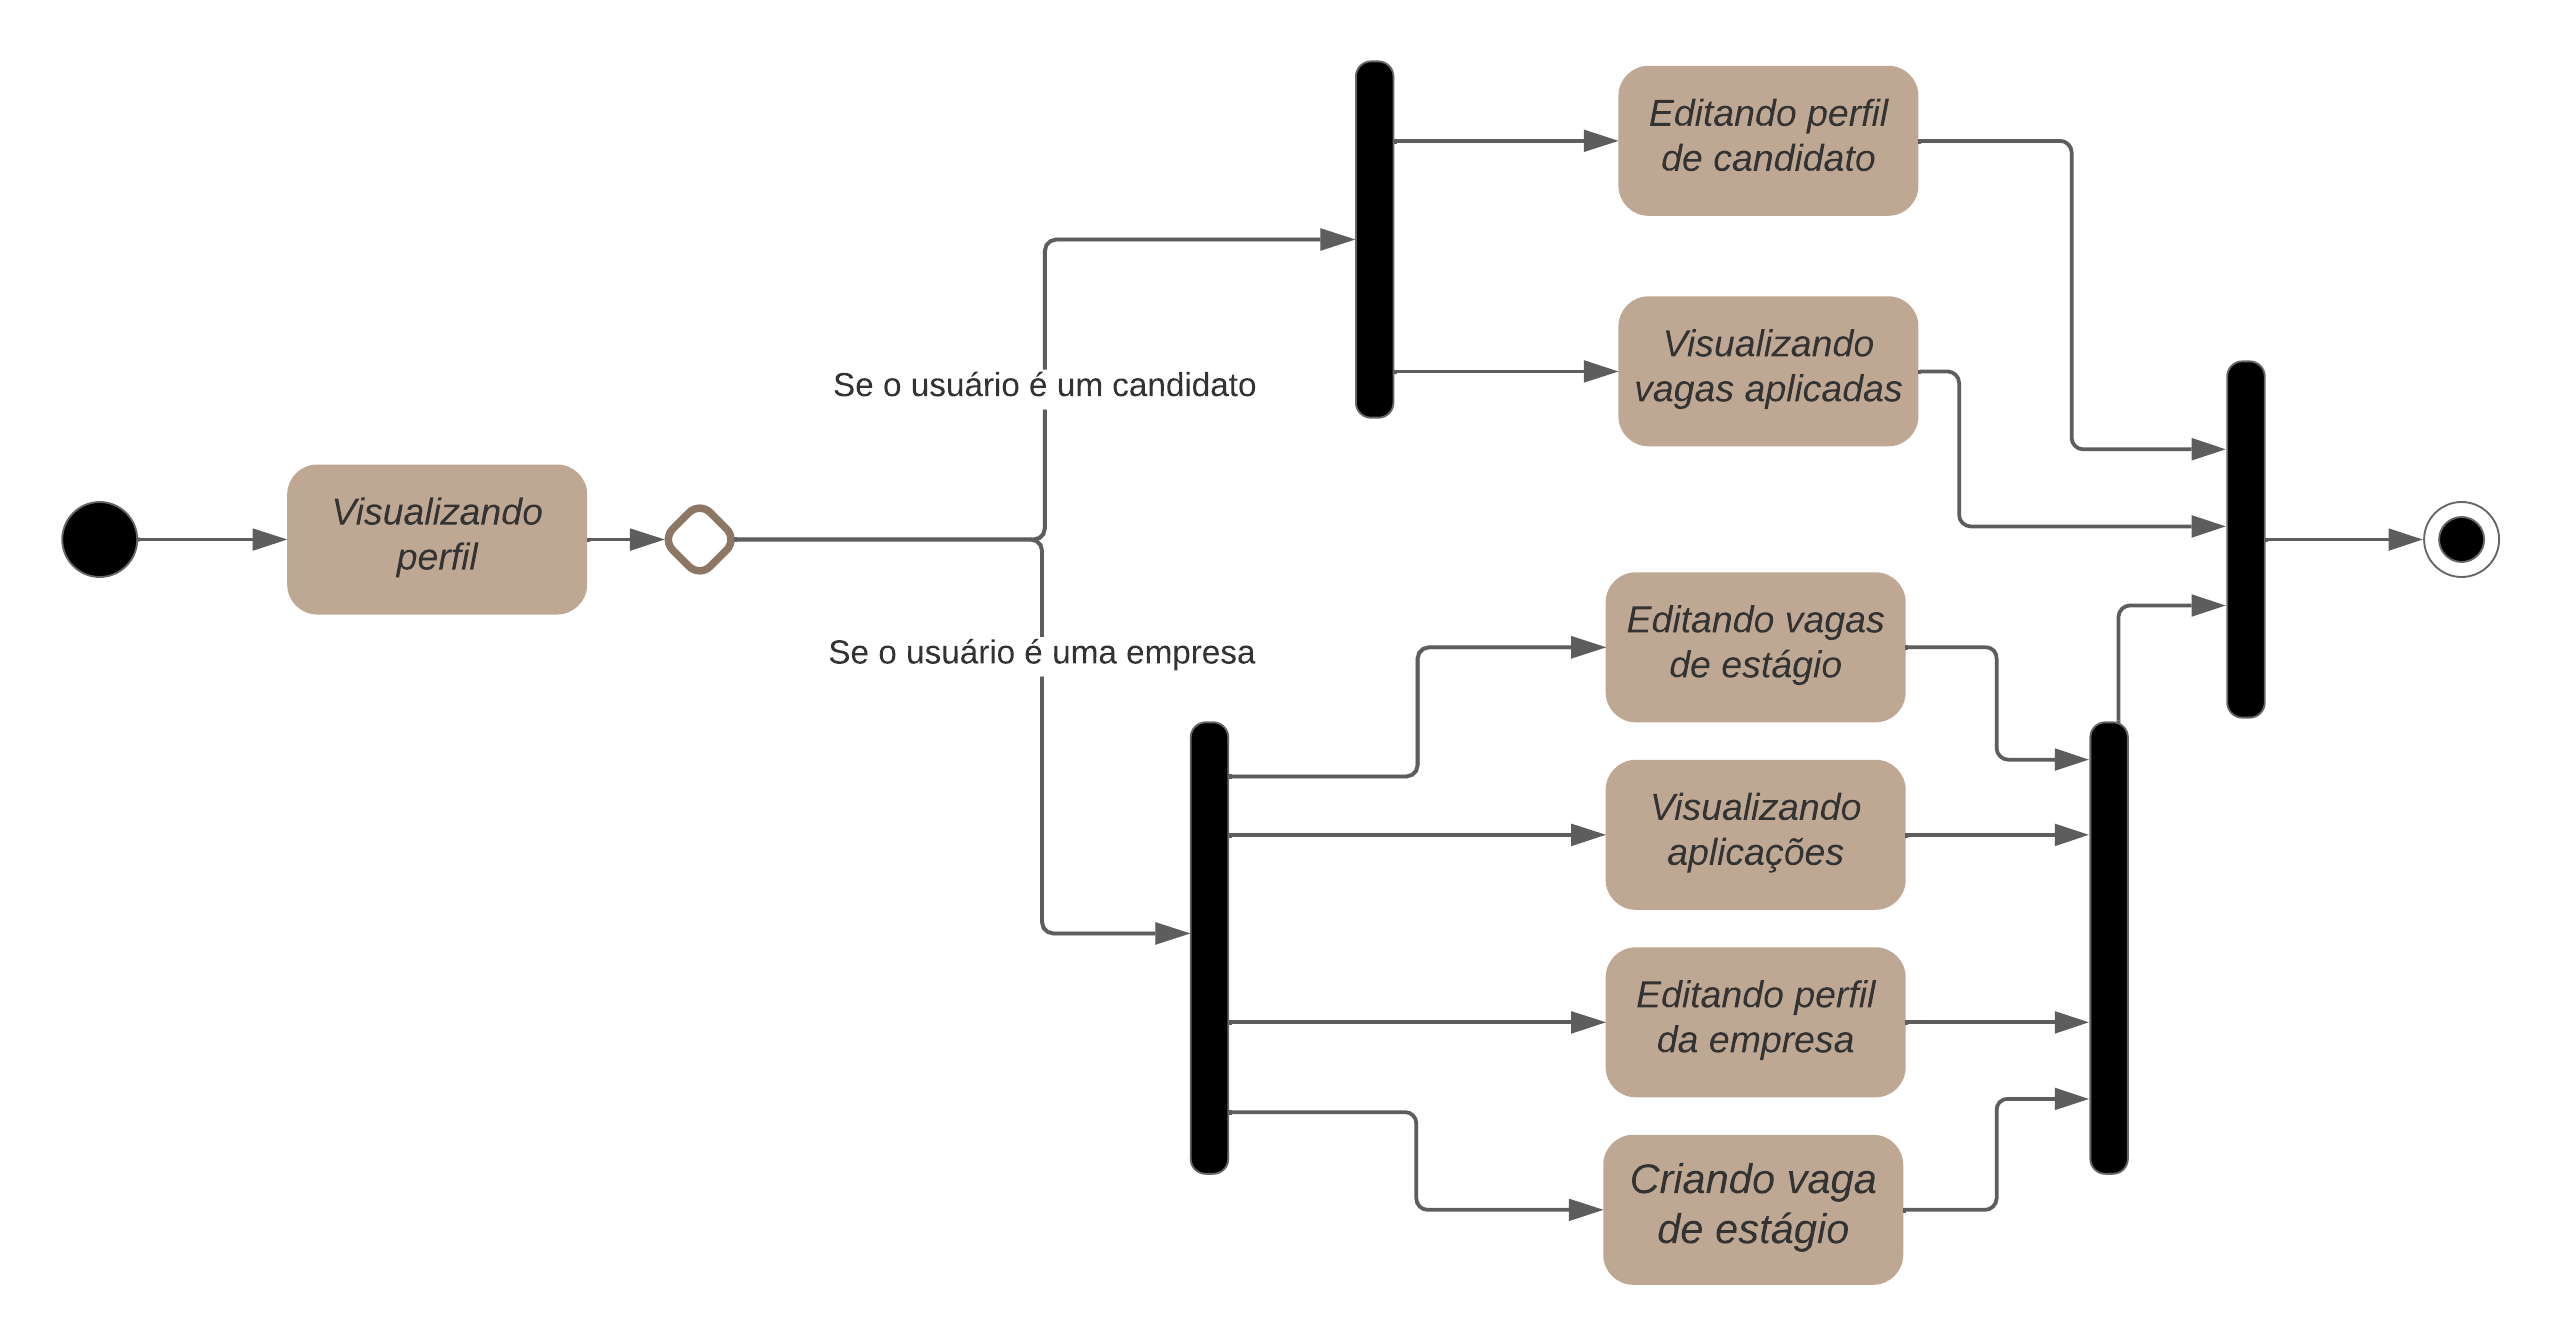 Editando perfil
de candidato
Visualizando
vagas aplicadas
Se o usuário é um candidato
Visualizando
perfil
Se o usuário é uma empresa
Editando vagas
de estágio
Visualizando
aplicações
Editando perfil
da empresa
Criando vaga
de estágio